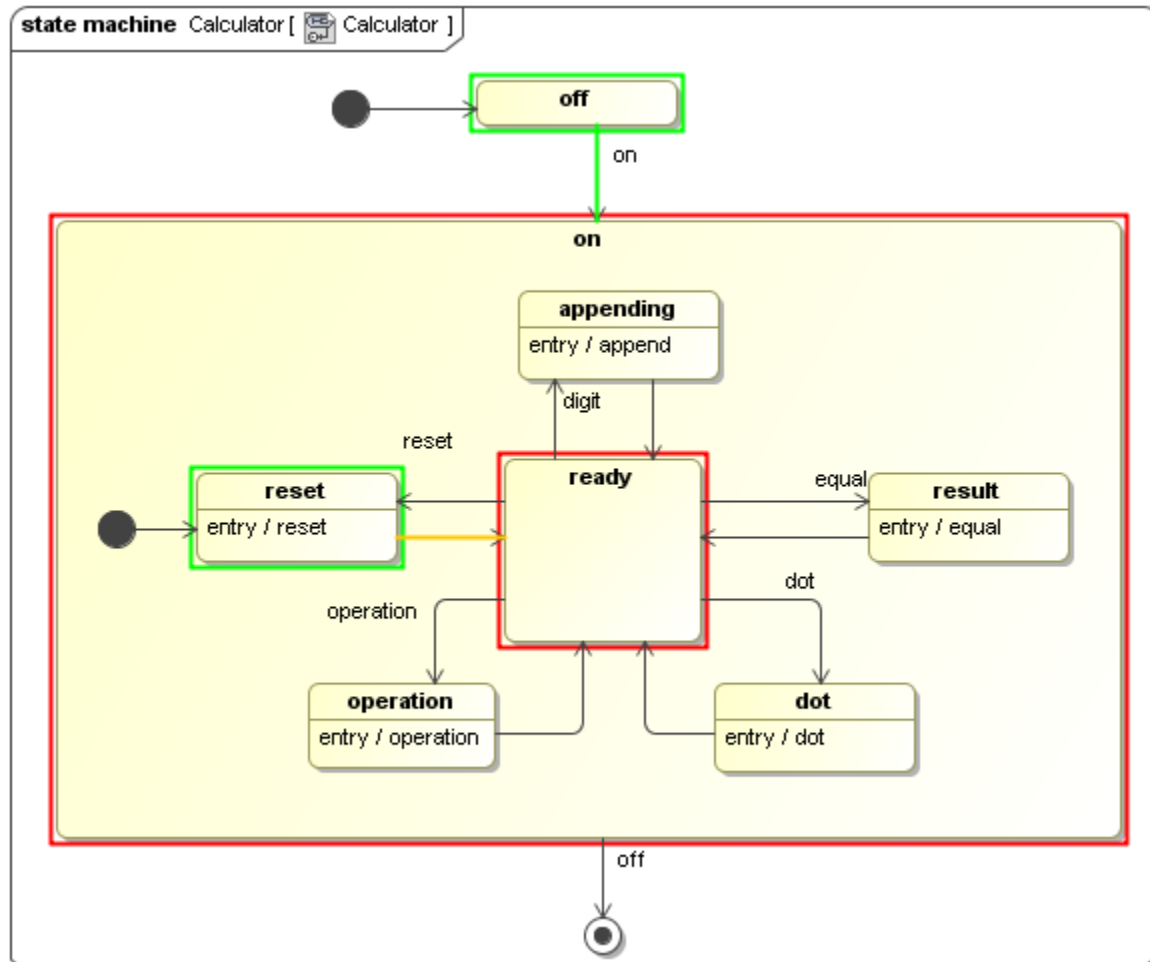 state machine Calculator [ Calculator ]
off
on
on
appending
entry / append
digit
reset
ready
equal
reset
entry / reset
result
entry / equal
dot
operation
operation
entry / operation
dot
entry / dot
off